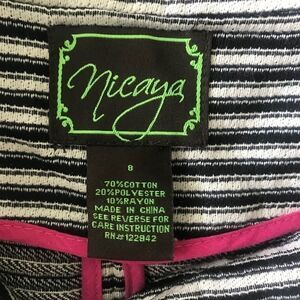 Nicaya
8
70%COTTON
20%POLYESTER
10%RAYON
MADE IN CHINA
SEE REVERSE FOR
CARE INSTRUCTION
RN#122842